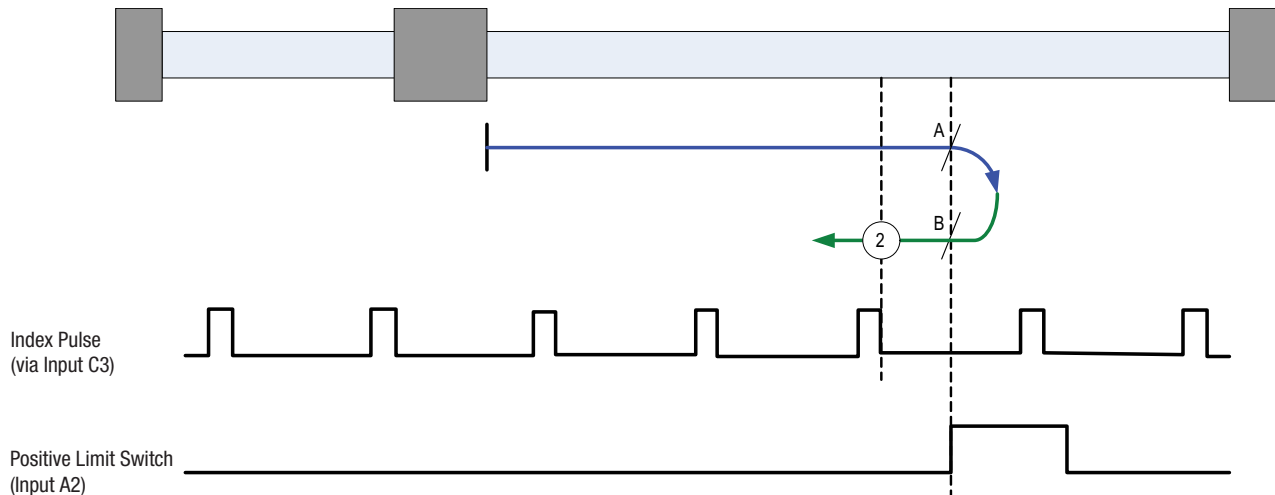 A
B
2
Index Pulse
(via Input C3)
Positive Limit Switch
(Input A2)